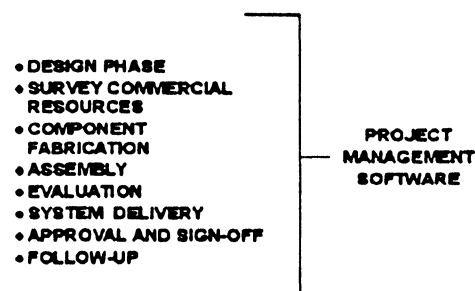 • DESIGN PHASE
• SURVEY COMMERCIAL
RESOURCES
• COMPONENT
FABRICATION
• ASSEMBLY
• EVALUATION
• SYSTEM DELIVERY
• APPROVAL AND SIGN-OFF
• FOLLOW-UP
PROJECT
MANAGEMENT
SOFTWARE